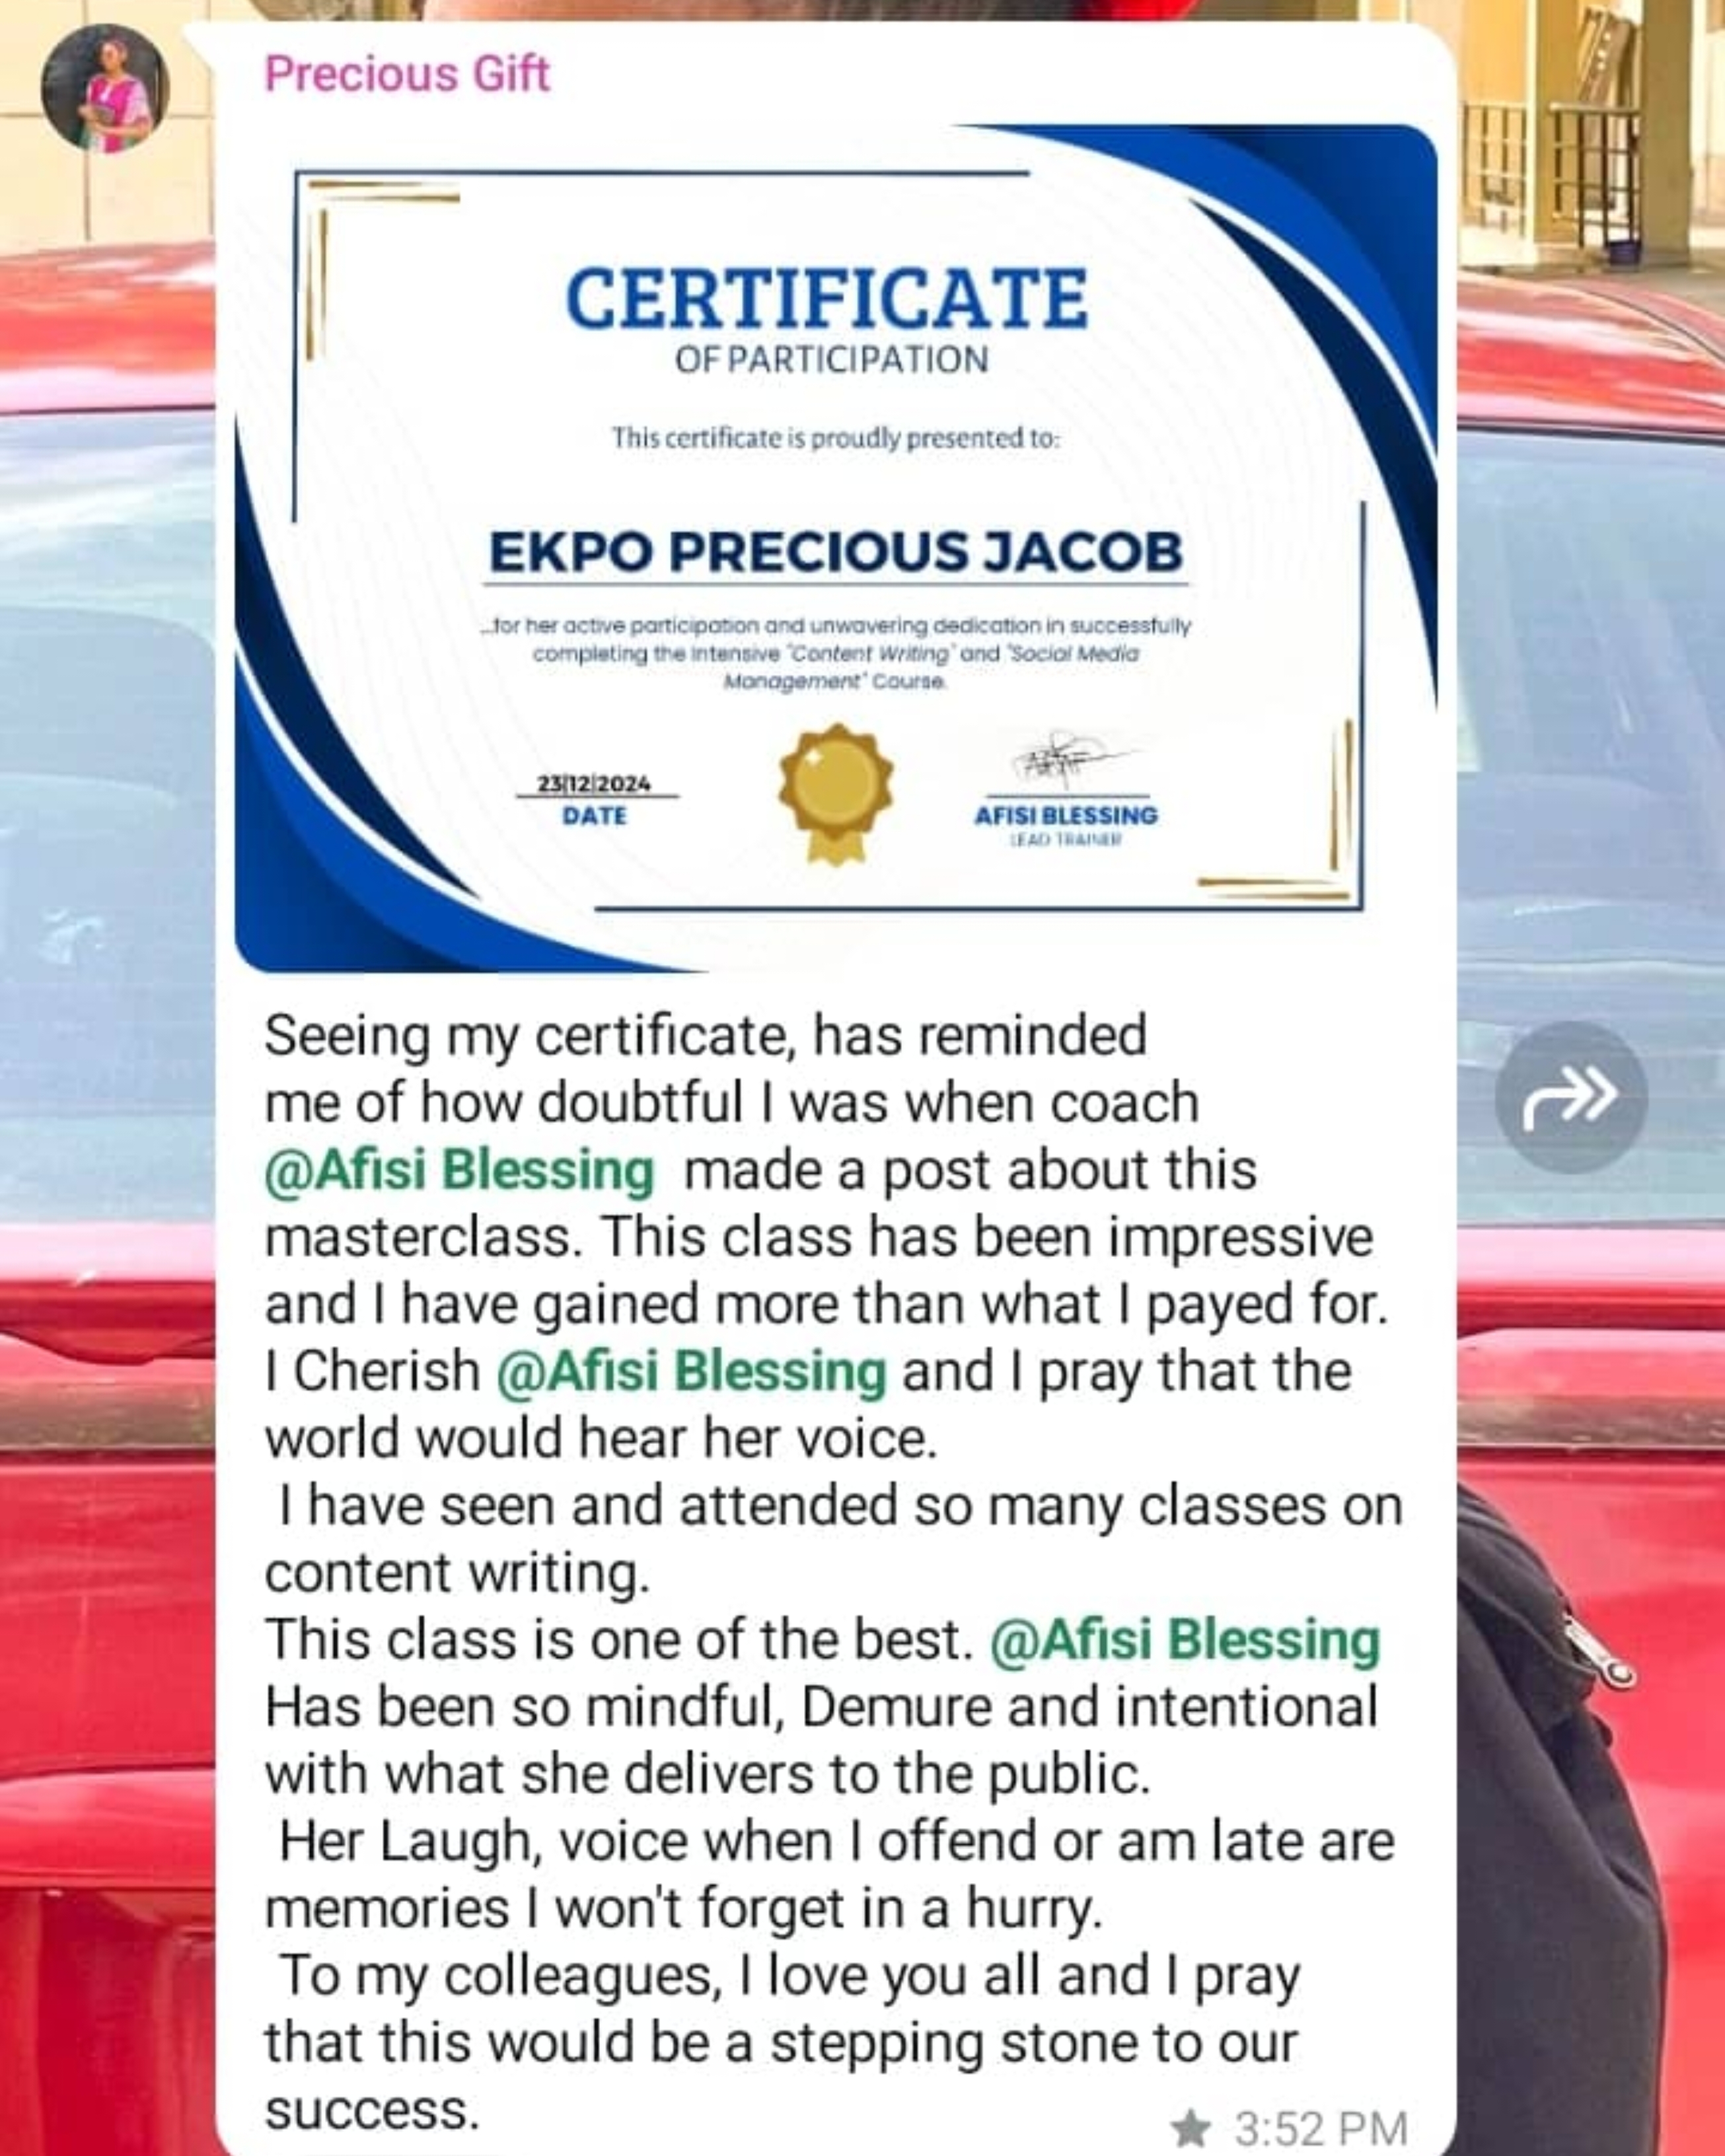 Precious Gift
CERTIFICATE
OF PARTICIPATION
This certificate is proudly presented to:
EKPO PRECIOUS JACOB
...for her active participation and unwavering dedication in successfully
completing the Intensive "Content Writing" and "Social Media
Management" Course.
23|12|2024
DATE
AFISI BLESSING
LEAD TRAINER
Seeing my certificate, has reminded
me of how doubtful I was when coach
@Afisi Blessing  made a post about this
masterclass. This class has been impressive
and I have gained more than what I payed for.
I Cherish @Afisi Blessing and I pray that the
world would hear her voice.
I have seen and attended so many classes on
content writing.
This class is one of the best. @Afisi Blessing
Has been so mindful, Demure and intentional
with what she delivers to the public.
Her Laugh, voice when I offend or am late are
memories I won't forget in a hurry.
To my colleagues, I love you all and I pray
that this would be a stepping stone to our
success.
3:52 PM